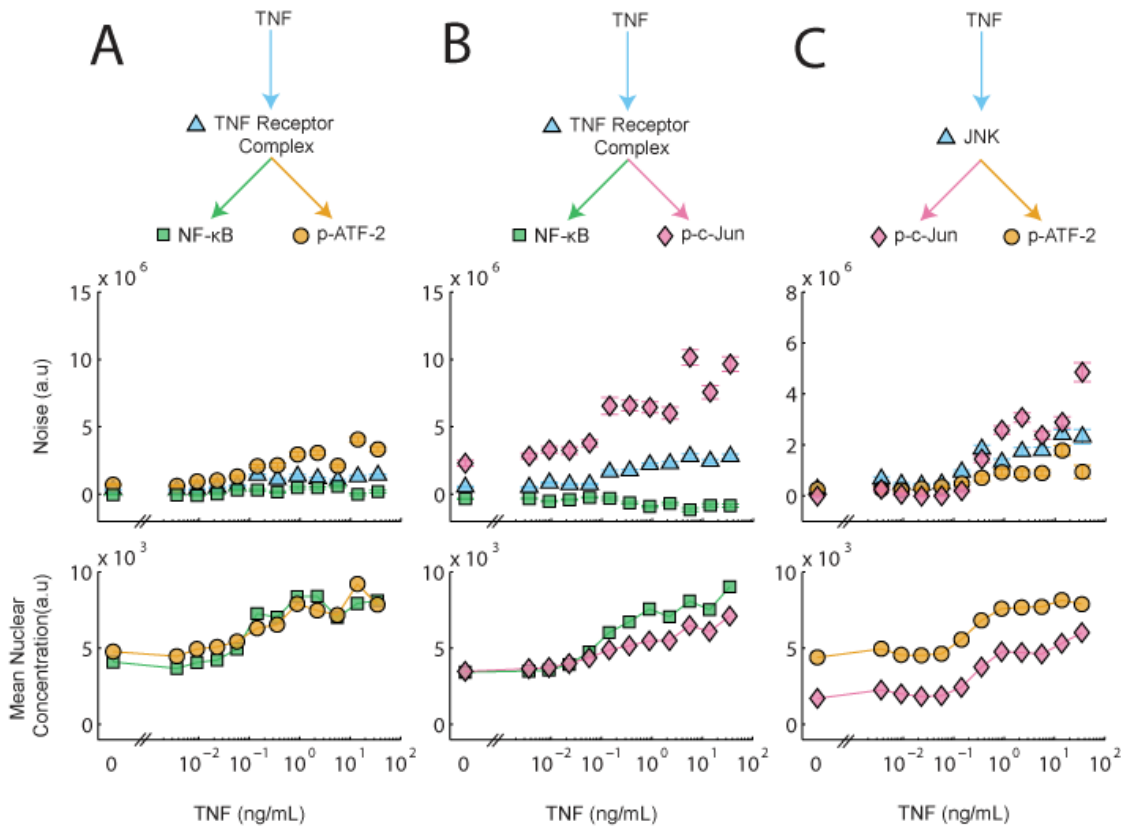 A
B
C
TNF
TNF
TNF
TNF Receptor
Complex
TNF Receptor
Complex
JNK
NF-κB
p-ATF-2
NF-κB
p-c-Jun
p-c-Jun
p-ATF-2
x 10^6
x 10^6
x 10^6
Noise (a.u)
15
10
5
0
15
10
5
0
8
6
4
2
0
x 10^3
x 10^3
x 10^3
Mean Nuclear
Concentration(a.u)
10
5
0
10
5
0
10
5
0
0 10^-2 10^-1 10^0 10^1 10^2
0 10^-2 10^-1 10^0 10^1 10^2
0 10^-2 10^-1 10^0 10^1 10^2
TNF (ng/mL)
TNF (ng/mL)
TNF (ng/mL)